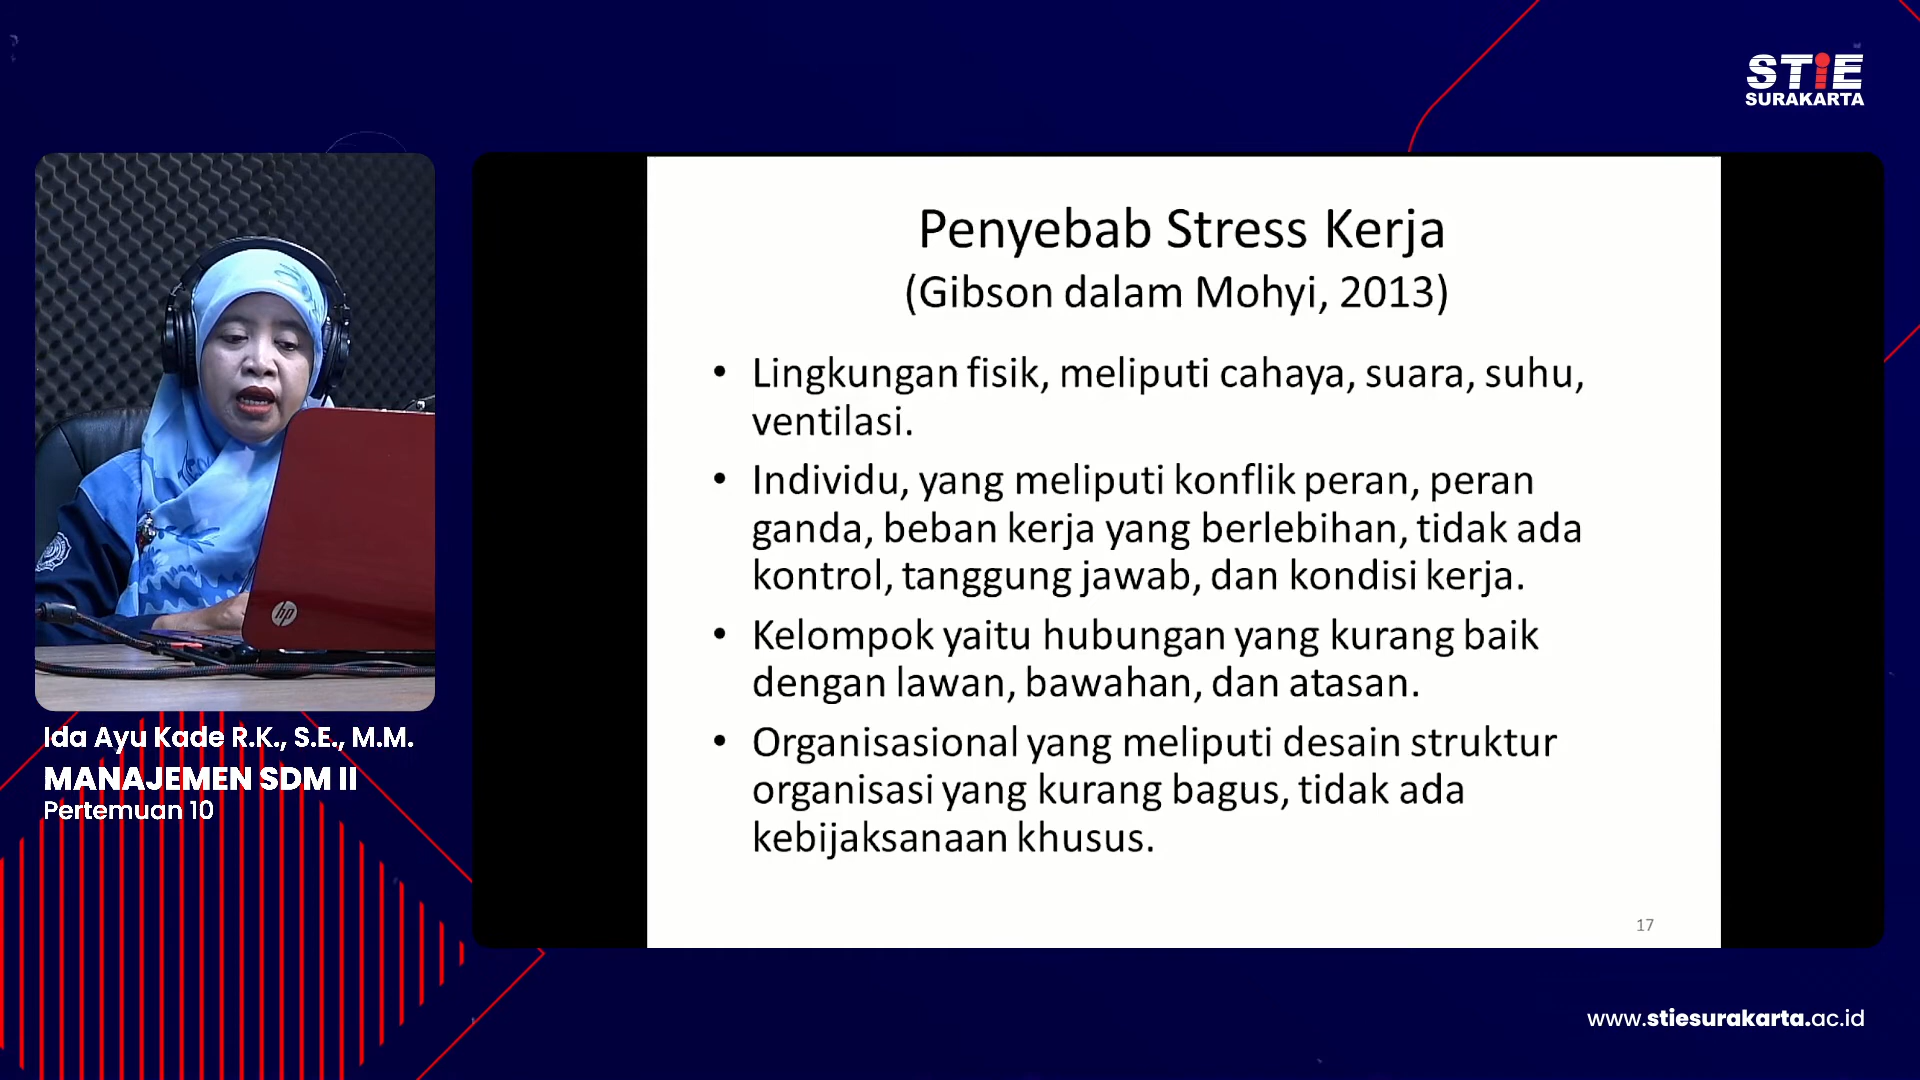 STiE
SURAKARTA
Penyebab Stress Kerja
(Gibson dalam Mohyi, 2013)
• Lingkungan fisik, meliputi cahaya, suara, suhu,
ventilasi.
• Individu, yang meliputi konflik peran, peran
ganda, beban kerja yang berlebihan, tidak ada
kontrol, tanggung jawab, dan kondisi kerja.
• Kelompok yaitu hubungan yang kurang baik
dengan lawan, bawahan, dan atasan.
• Organisasional yang meliputi desain struktur
organisasi yang kurang bagus, tidak ada
kebijaksanaan khusus.
17
hp
Ida Ayu Kade R.K., S.E., M.M.
MANAJEMEN SDM II
Pertemuan 10
www.stiesurakarta.ac.id